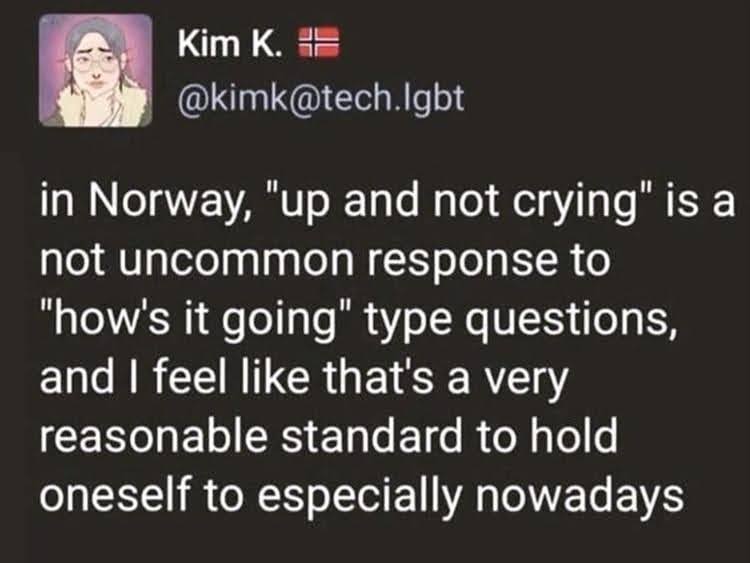 Kim K. 🇳🇴
@kimk@tech.lgbt
in Norway, "up and not crying" is a
not uncommon response to
"how's it going" type questions,
and I feel like that's a very
reasonable standard to hold
oneself to especially nowadays